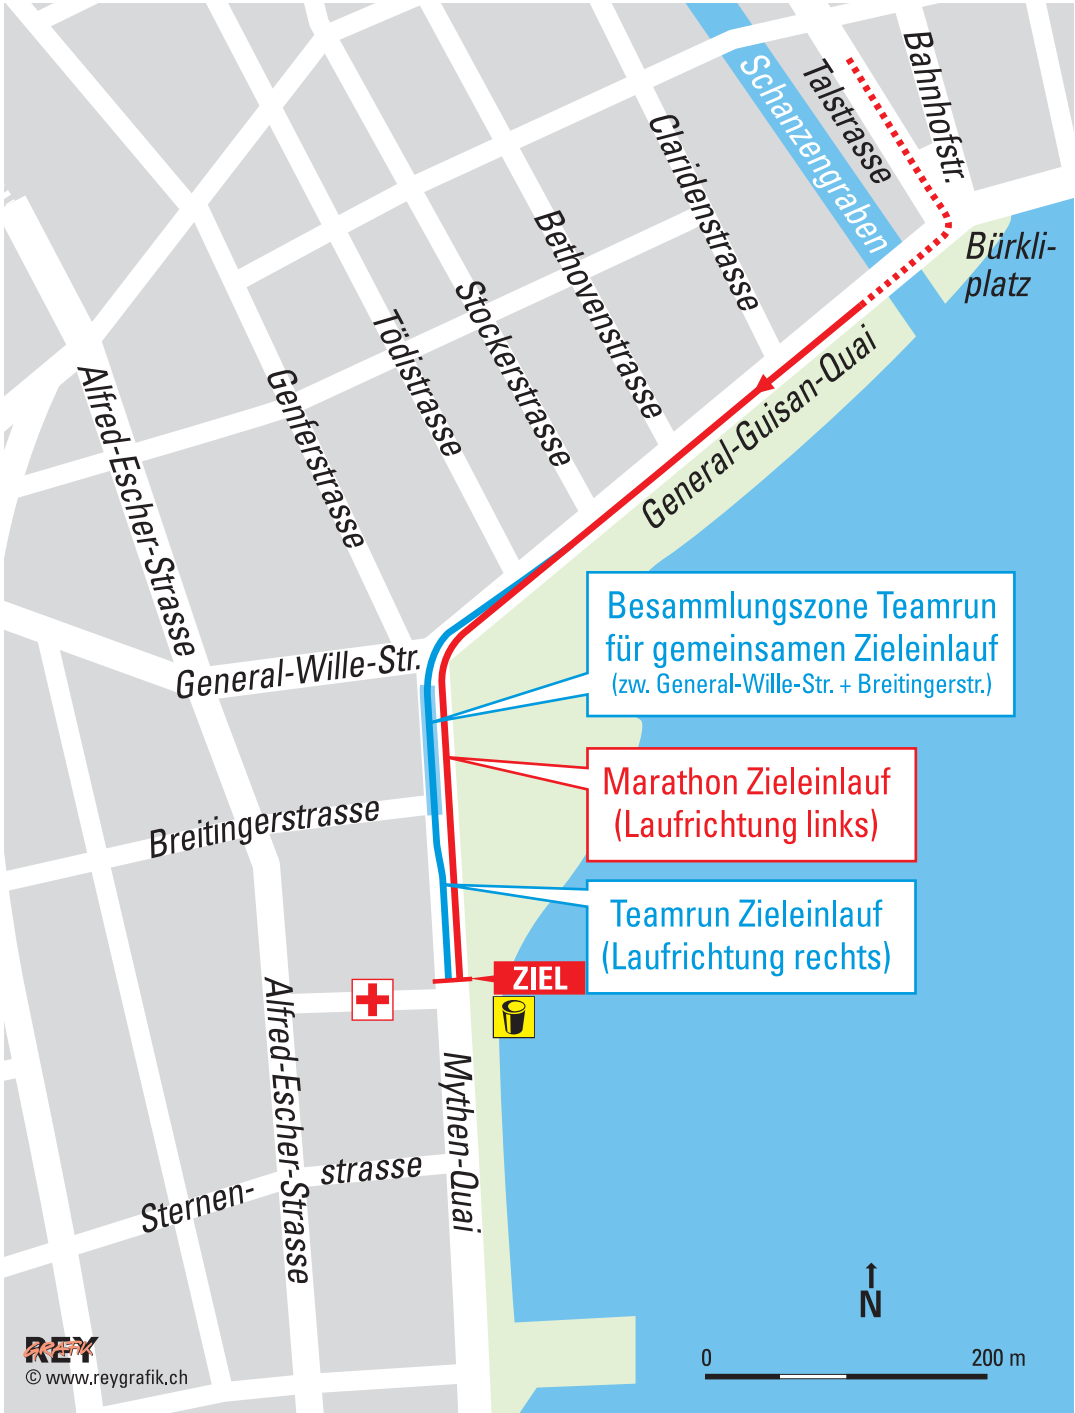 Bahnhofstr.
Talstrasse
Schanzengraben
Claridenstrasse
Bürkli-
platz
Bethovenstrasse
Stockerstrasse
Tödistrasse
General-Guisan-Quai
Genferstrasse
Alfred-Escher-Strasse
Besammlungszone Teamrun
für gemeinsamen Zieleinlauf
(zw. General-Wille-Str. + Breitingerstr.)
General-Wille-Str.
Marathon Zieleinlauf
(Laufrichtung links)
Breitingerstrasse
Teamrun Zieleinlauf
(Laufrichtung rechts)
ZIEL
Alfred-Escher-Strasse
Mythen-Quai
Sternen-
strasse
N
REY
GRAFIK
© www.reygrafik.ch
0 200 m